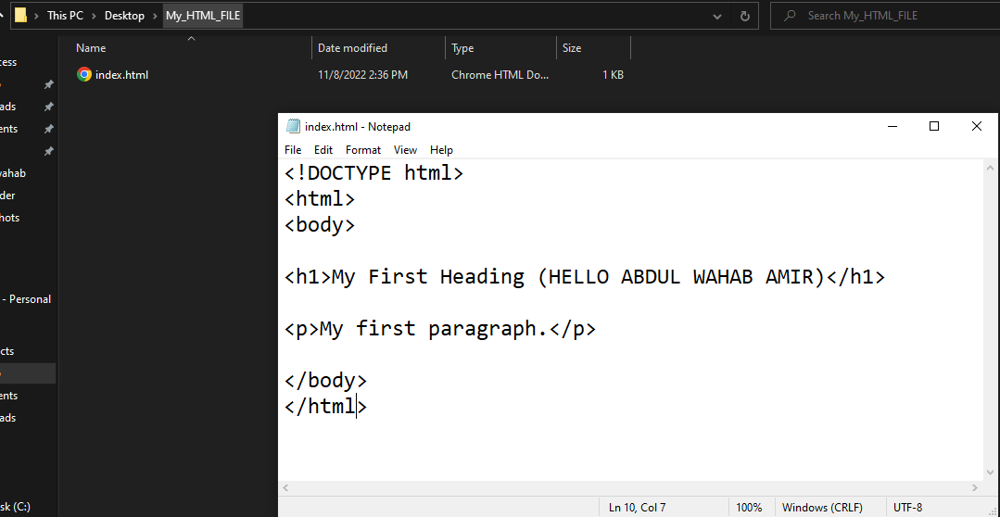 This PC > Desktop > My_HTML_FILE
Search My_HTML_FILE
Name Date modified Type Size
index.html 11/8/2022 2:36 PM Chrome HTML Do... 1 KB
cess
ads
ents
vahab
der
hots
- Personal
cts
ents
ads
sk (C:)
index.html - Notepad
File Edit Format View Help
<!DOCTYPE html>
<html>
<body>
<h1>My First Heading (HELLO ABDUL WAHAB AMIR)</h1>
<p>My first paragraph.</p>
</body>
</html>
Ln 10, Col 7 100% Windows (CRLF) UTF-8